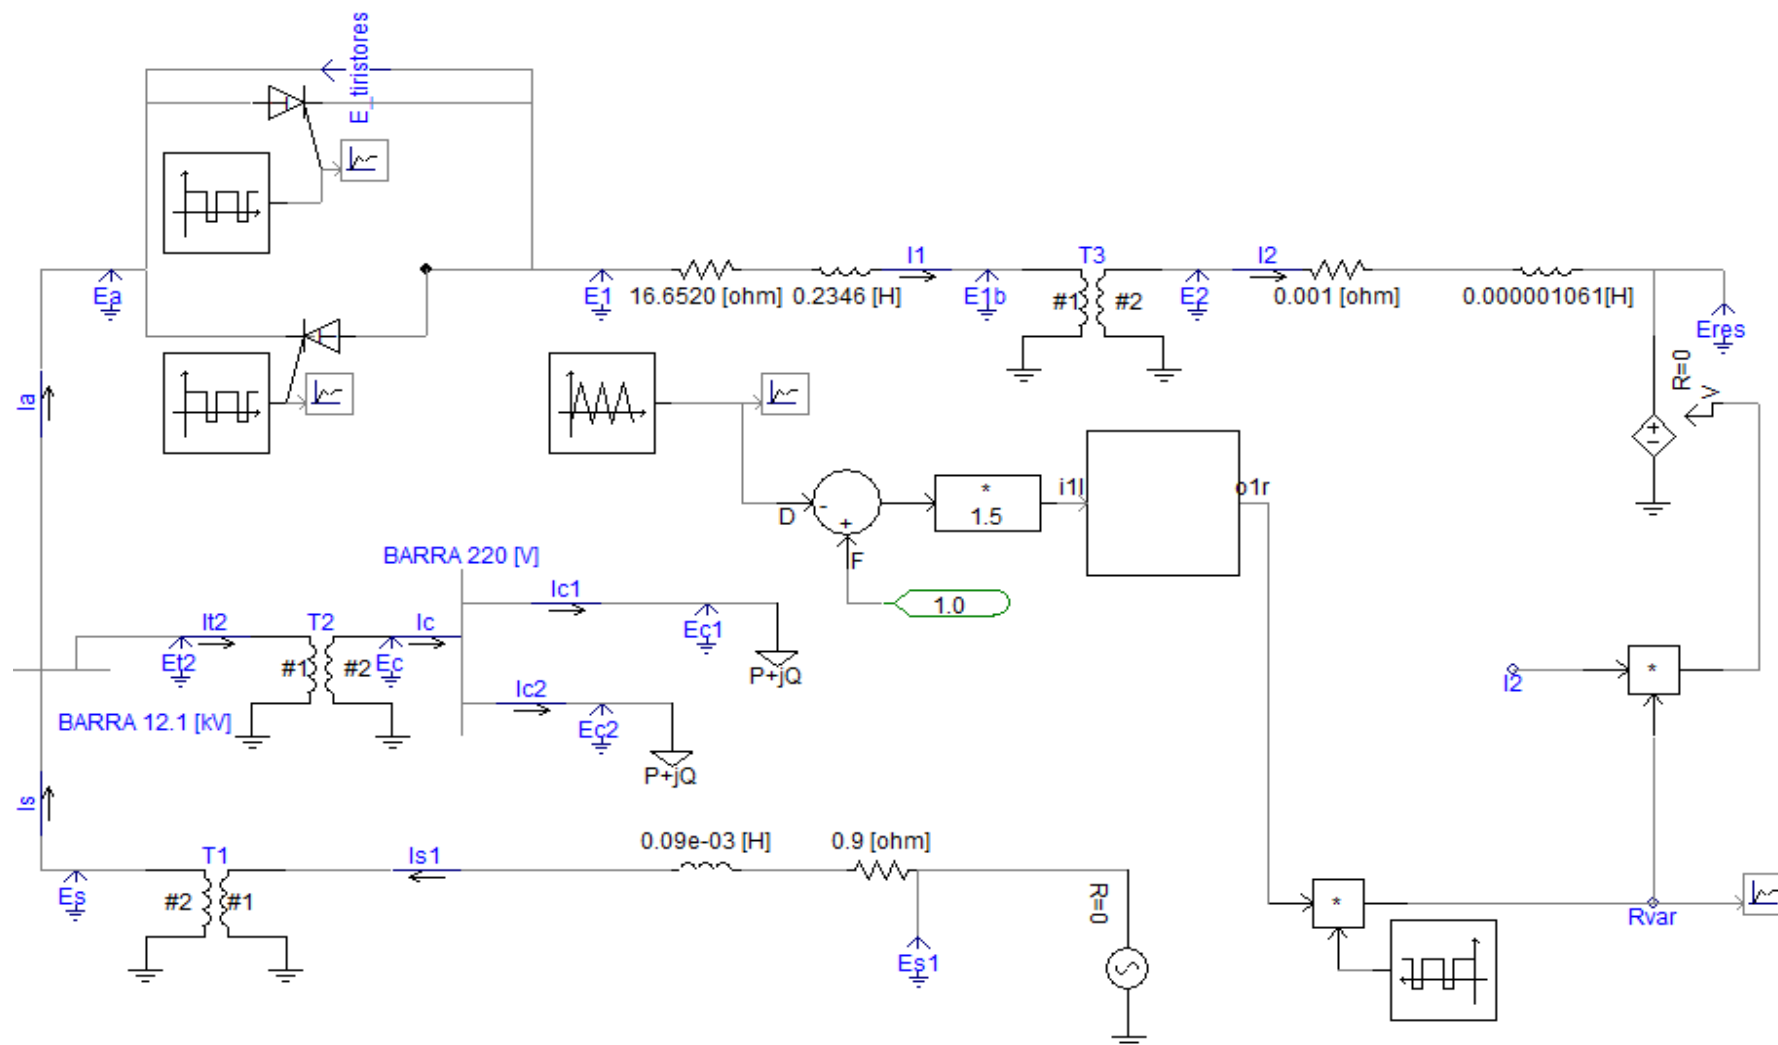 E_tiristores
Ea
E1
16.6520 [ohm]
0.2346 [H]
I1
E1b
T3
#1
#2
E2
I2
0.001 [ohm]
0.000001061[H]
Eres
R=0
V
+
-
Ia
D
-
+
F
*
1.5
i1l
o1r
1.0
BARRA 220 [V]
It2
T2
Ic
Et2
#1
#2
Ec
Ic1
Ec1
P+jQ
Ic2
Ec2
P+jQ
BARRA 12.1 [kV]
I2
*
Is
Es
T1
#2
#1
Is1
0.09e-03 [H]
0.9 [ohm]
Es1
R=0
*
Rvar